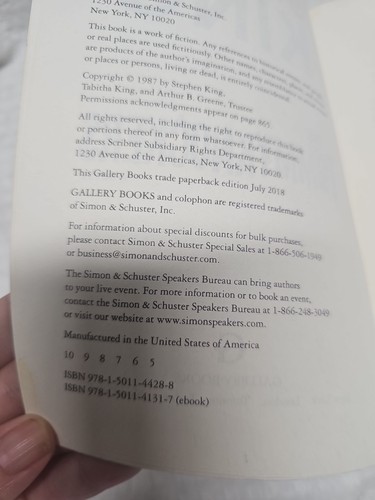 Simon & Schuster, Inc.
1230 Avenue of the Americas
New York, NY 10020
This book is a work of fiction. Any references to historical
or real places are used fictitiously. Other names, characters,
are products of the author's imagination, and any
or places or persons, living or dead, is entirely coincidental.
Copyright © 1987 by Stephen King,
Tabitha King, and Arthur B. Greene, Trustee
Permissions acknowledgments appear on page 865.
All rights reserved, including the right to reproduce this book
or portions thereof in any form whatsoever. For information,
address Scribner Subsidiary Rights Department,
1230 Avenue of the Americas, New York, NY 10020.
This Gallery Books trade paperback edition July 2018
GALLERY BOOKS and colophon are registered trademarks
of Simon & Schuster, Inc.
For information about special discounts for bulk purchases,
please contact Simon & Schuster Special Sales at 1-866-506-1949
or business@simonandschuster.com.
The Simon & Schuster Speakers Bureau can bring authors
to your live event. For more information or to book an event,
contact the Simon & Schuster Speakers Bureau at 1-866-248-3049
or visit our website at www.simonspeakers.com.
Manufactured in the United States of America
10 9 8 7 6 5
ISBN 978-1-5011-4428-8
ISBN 978-1-5011-4131-7 (ebook)